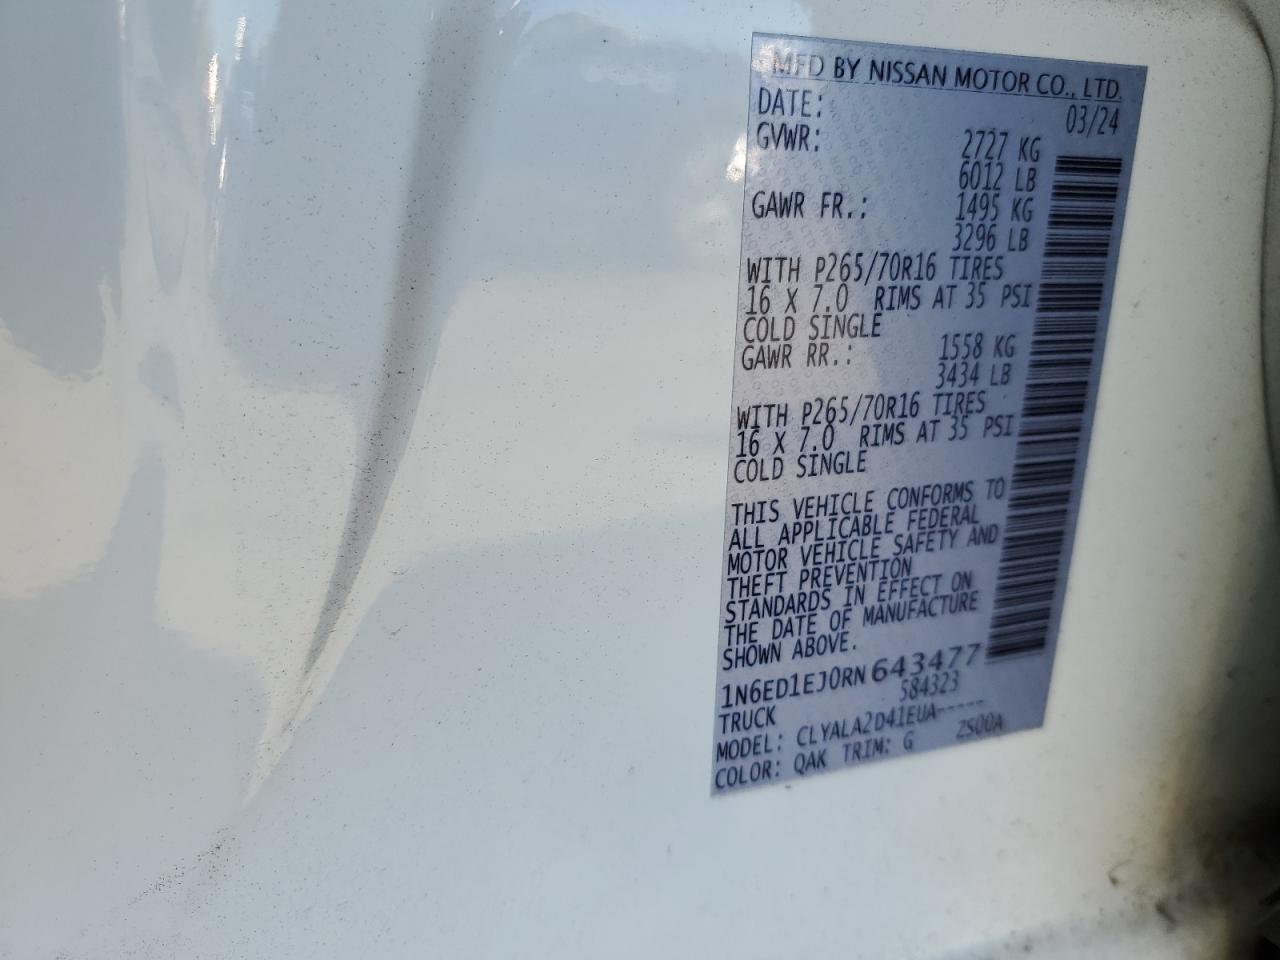 MFD BY NISSAN MOTOR CO., LTD.
DATE: 03/24
GVWR: 2727 KG
6012 LB
GAWR FR.: 1495 KG
3296 LB
WITH P265/70R16 TIRES
16 X 7.0 RIMS AT 35 PSI
COLD SINGLE
GAWR RR.: 1558 KG
3434 LB
WITH P265/70R16 TIRES
16 X 7.0 RIMS AT 35 PSI
COLD SINGLE
THIS VEHICLE CONFORMS TO
ALL APPLICABLE FEDERAL
MOTOR VEHICLE SAFETY AND
THEFT PREVENTION
STANDARDS IN EFFECT ON
THE DATE OF MANUFACTURE
SHOWN ABOVE.
1N6ED1EJ0RN643477
TRUCK 584323
MODEL: CLYALA2D41EUA-----
COLOR: QAK TRIM: G ZS00A